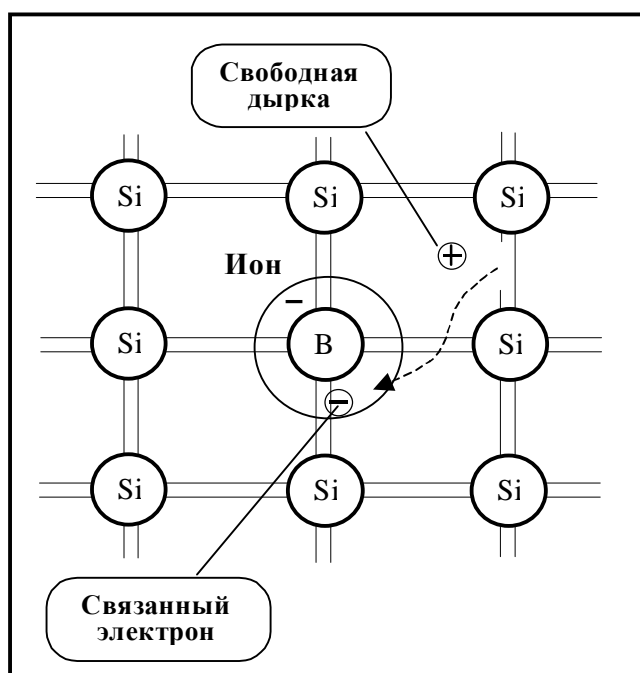 Свободная
дырка
Si Si Si
Ион
Si B Si
Si Si Si
Связанный
электрон